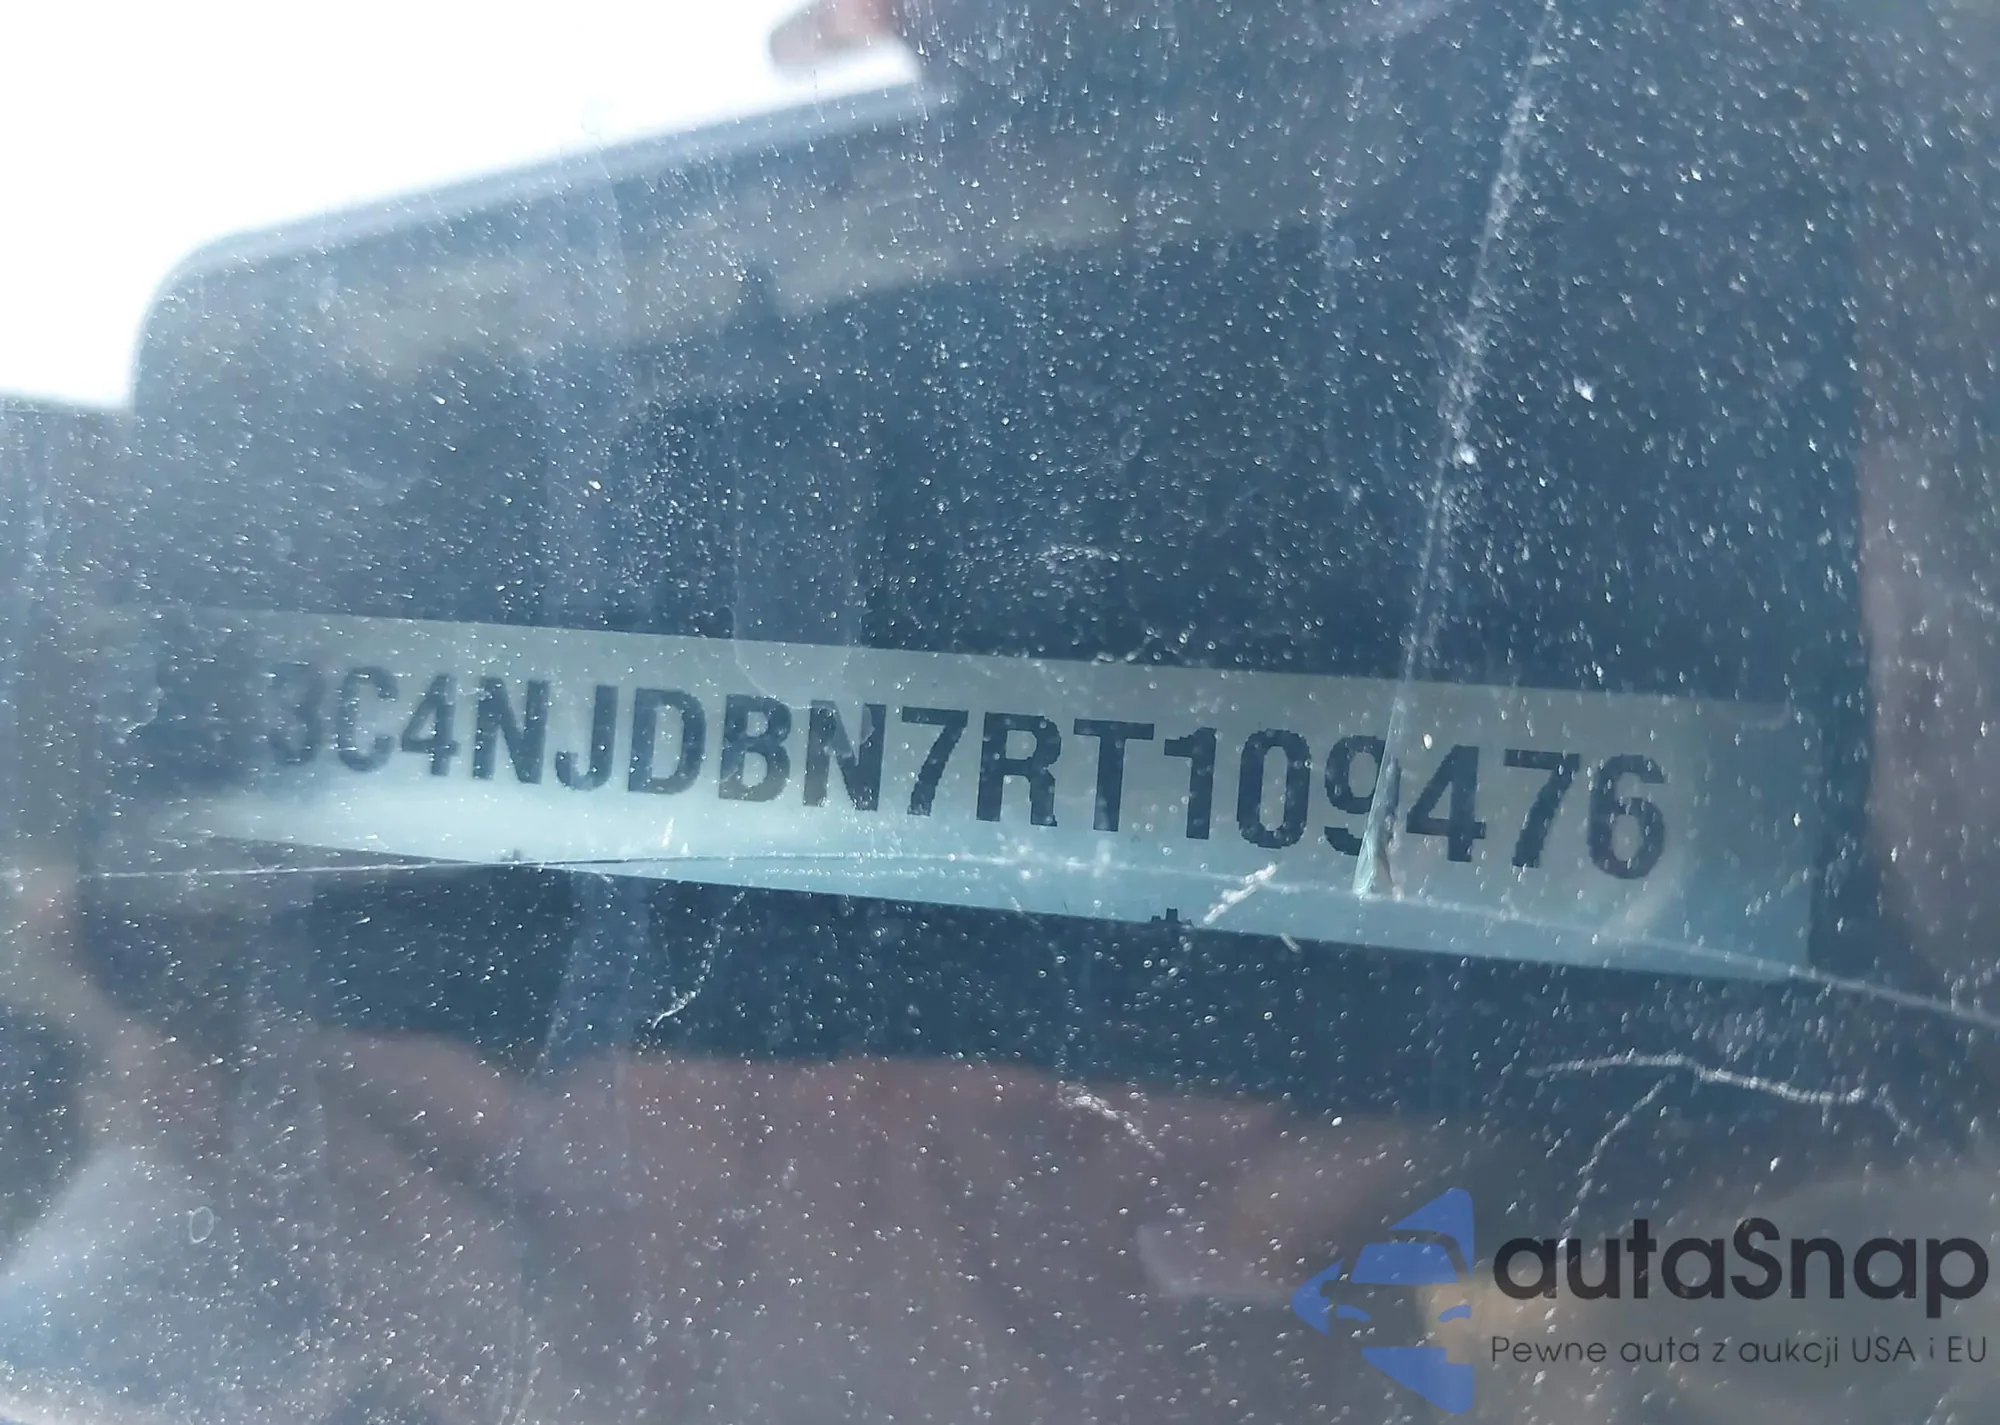 3C4NJDBN7RT109476
autaSnap
Pewne auta z aukcji USA i EU